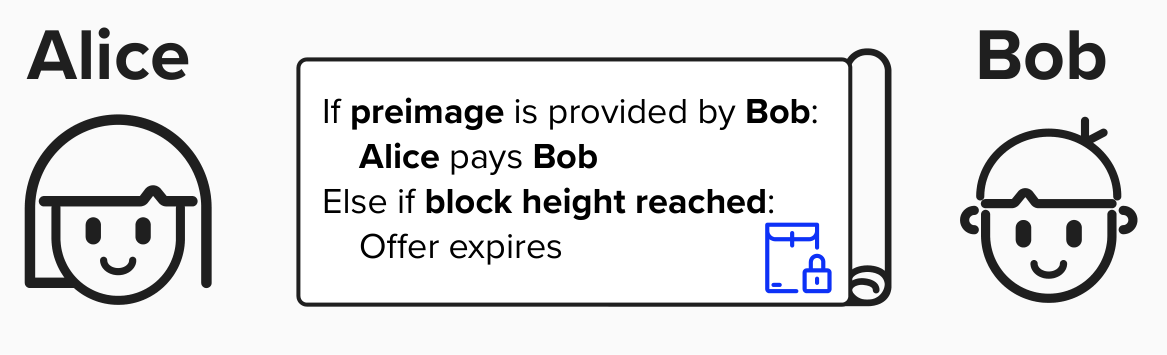 Alice
Bob
If preimage is provided by Bob:
Alice pays Bob
Else if block height reached:
Offer expires